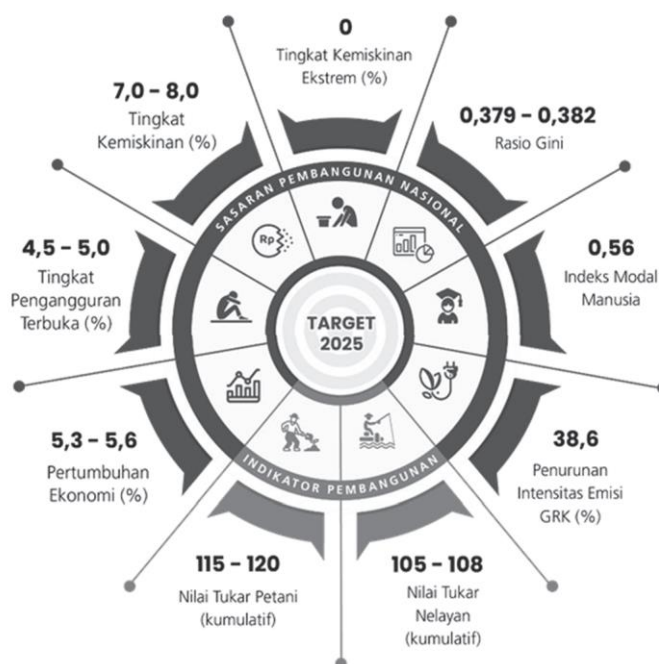 0
Tingkat Kemiskinan
Ekstrem (%)
0,379 – 0,382
Rasio Gini
0,56
Indeks Modal
Manusia
38,6
Penurunan
Intensitas Emisi
GRK (%)
105 – 108
Nilai Tukar
Nelayan
(kumulatif)
115 – 120
Nilai Tukar Petani
(kumulatif)
5,3 – 5,6
Pertumbuhan
Ekonomi (%)
4,5 – 5,0
Tingkat
Pengangguran
Terbuka (%)
7,0 – 8,0
Tingkat
Kemiskinan (%)
SASARAN PEMBANGUNAN NASIONAL
Rp
TARGET
2025
INDIKATOR PEMBANGUNAN